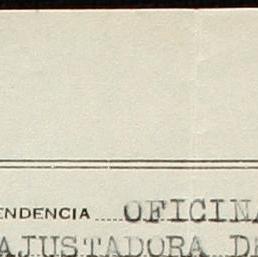 ENDENCIA ..... OFICINA
AJUSTADORA DE